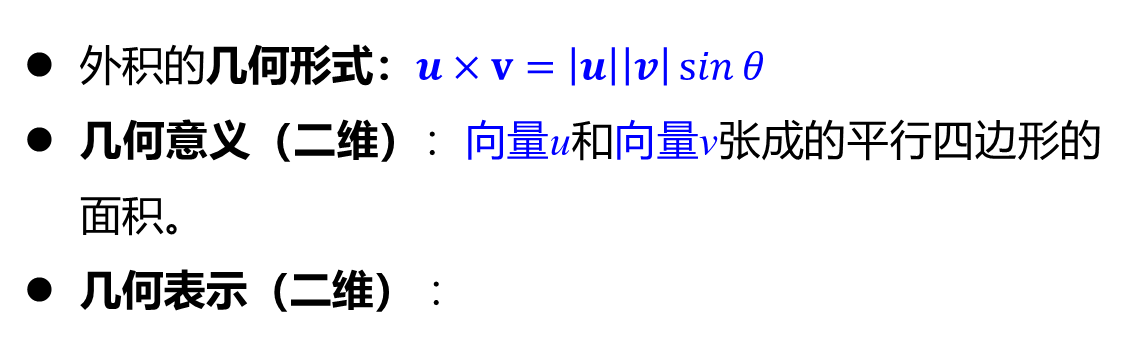 ● 外积的几何形式：u × v = |u||v| sin θ
● 几何意义（二维）：向量u和向量v张成的平行四边形的
面积。
● 几何表示（二维）：